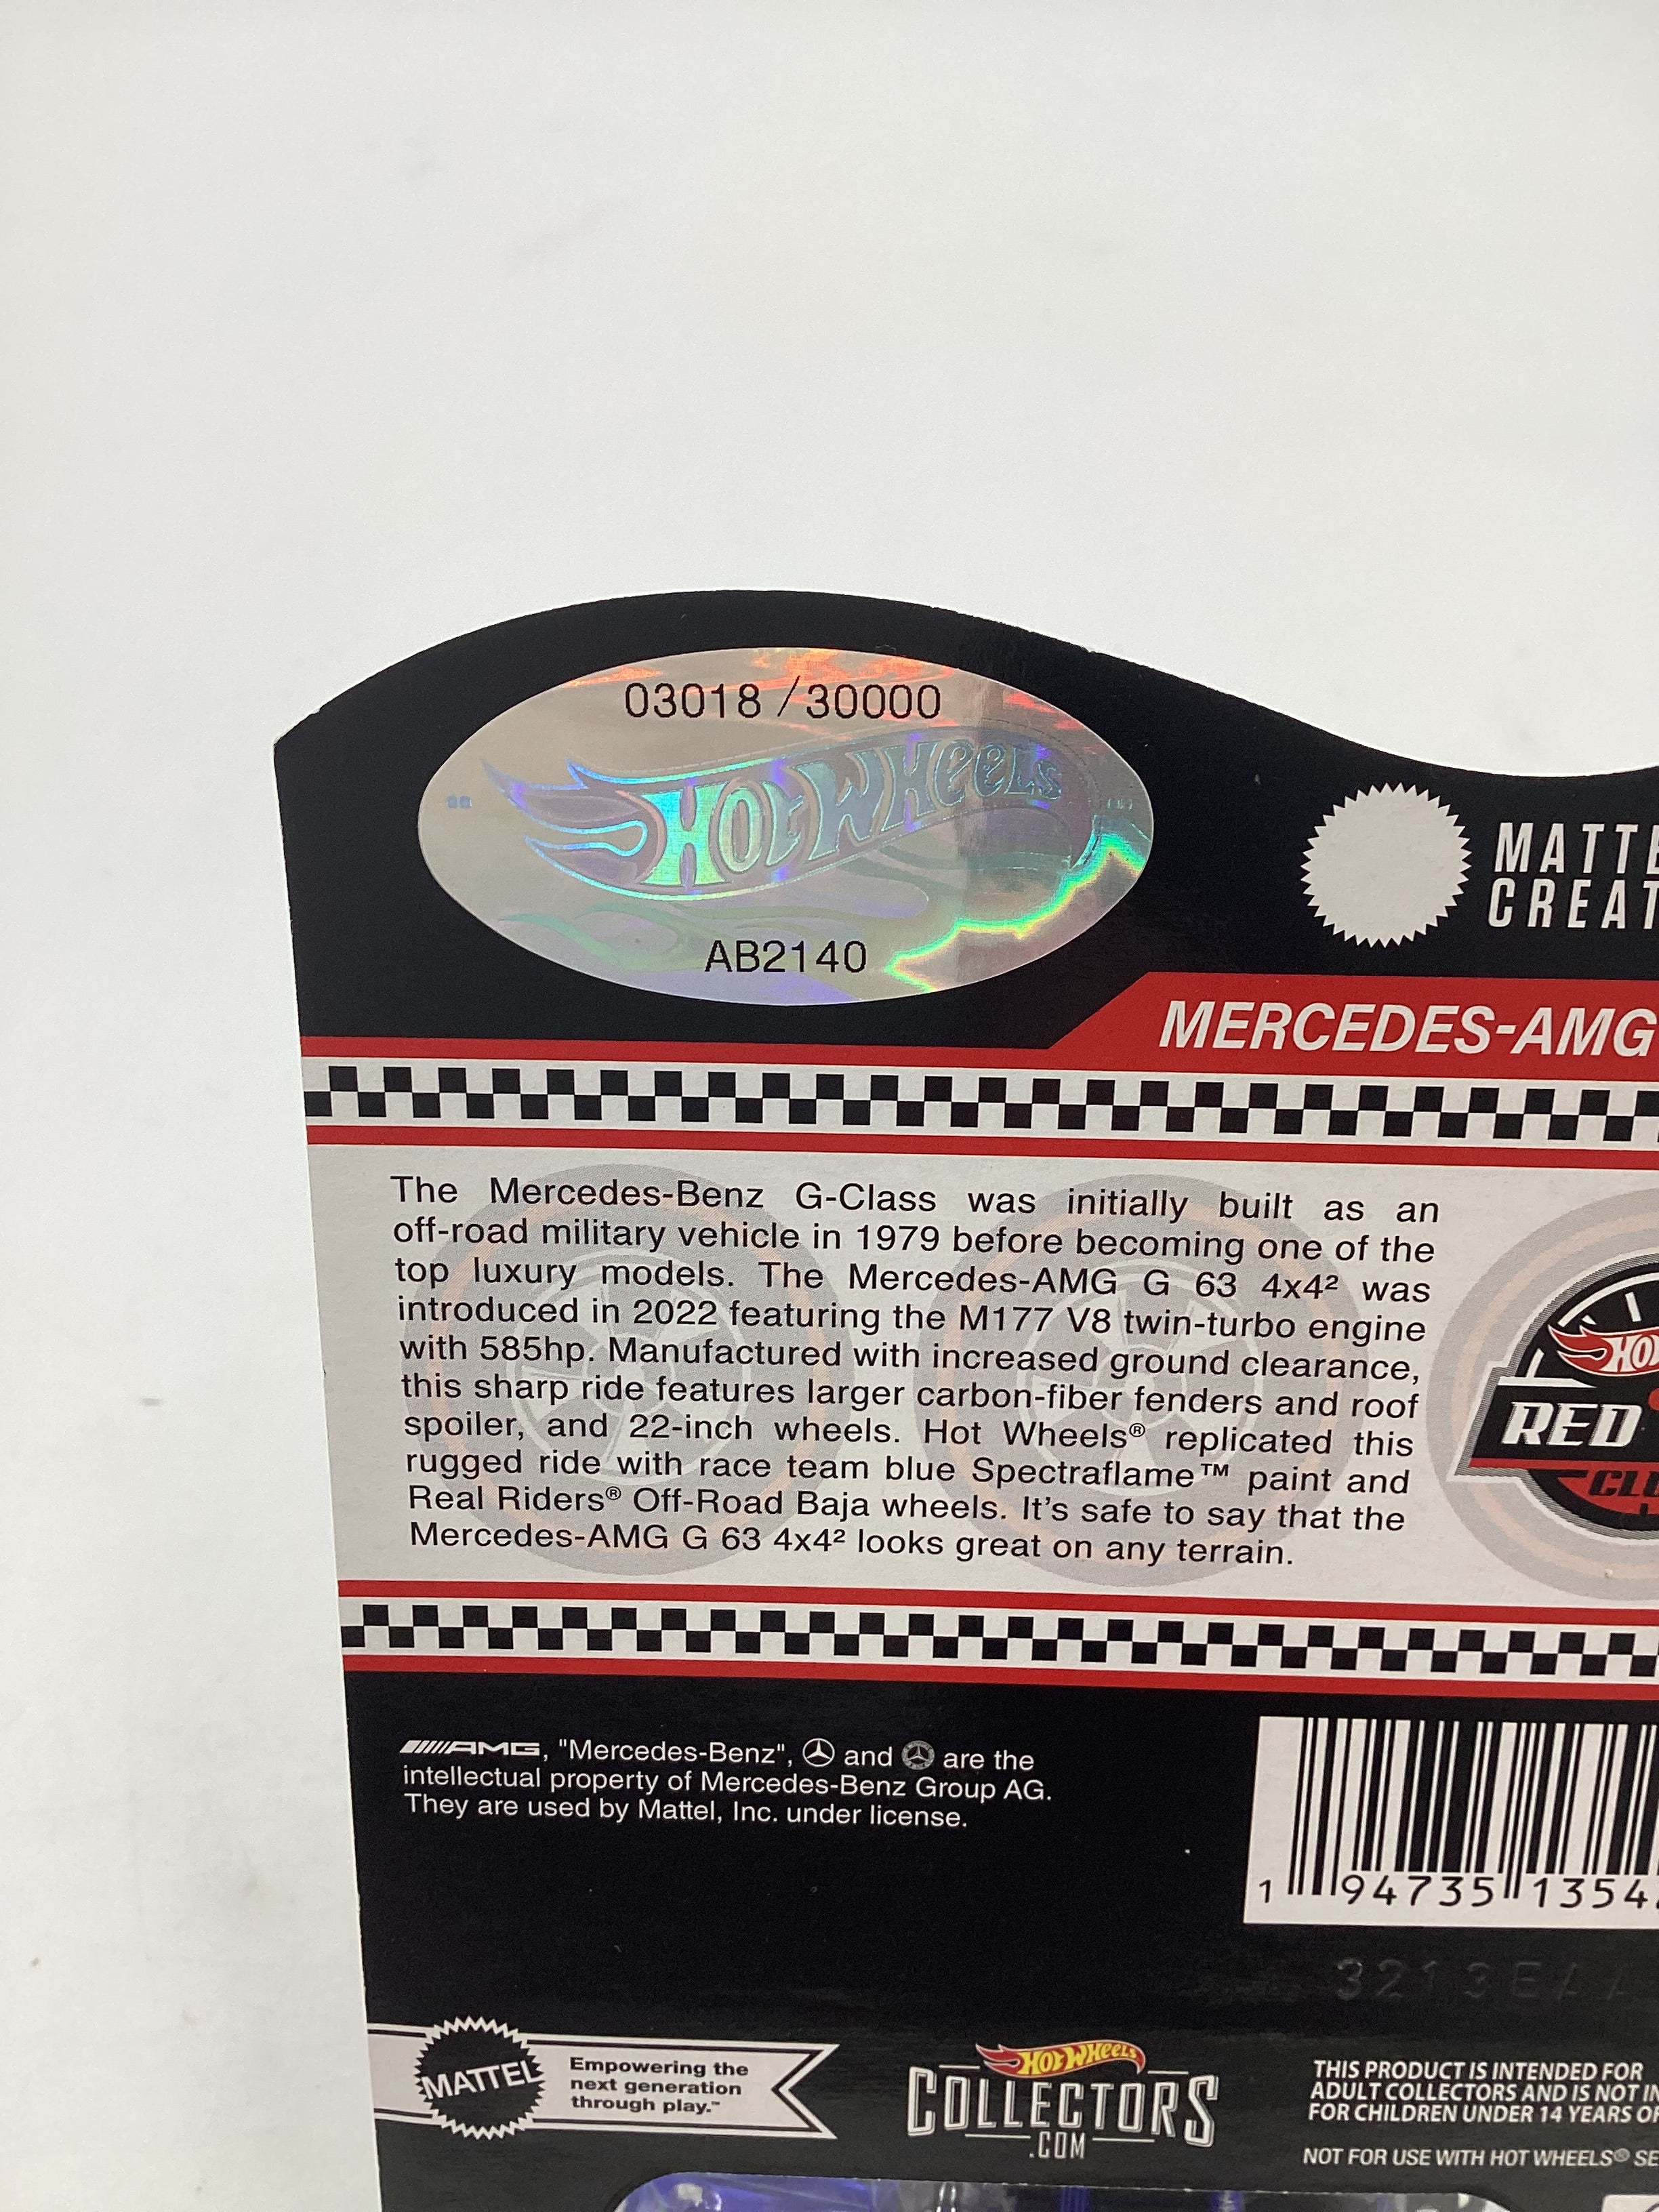 03018 /30000
HOT WHEELS
AB2140
MATTE
CREAT
MERCEDES-AMG
The Mercedes-Benz G-Class was initially built as an
off-road military vehicle in 1979 before becoming one of the
top luxury models. The Mercedes-AMG G 63 4x4² was
introduced in 2022 featuring the M177 V8 twin-turbo engine
with 585hp. Manufactured with increased ground clearance,
this sharp ride features larger carbon-fiber fenders and roof
spoiler, and 22-inch wheels. Hot Wheels® replicated this
rugged ride with race team blue Spectraflame™ paint and
Real Riders® Off-Road Baja wheels. It's safe to say that the
Mercedes-AMG G 63 4x4² looks great on any terrain.
HO
RED
CL
AMG, "Mercedes-Benz", and are the
intellectual property of Mercedes-Benz Group AG.
They are used by Mattel, Inc. under license.
1 94735 1354
3213E
MATTEL
Empowering the
next generation
through play.™
HOT WHEELS
COLLECTORS
.COM
THIS PRODUCT IS INTENDED FOR
ADULT COLLECTORS AND IS NOT IN
FOR CHILDREN UNDER 14 YEARS O
NOT FOR USE WITH HOT WHEELS® SE